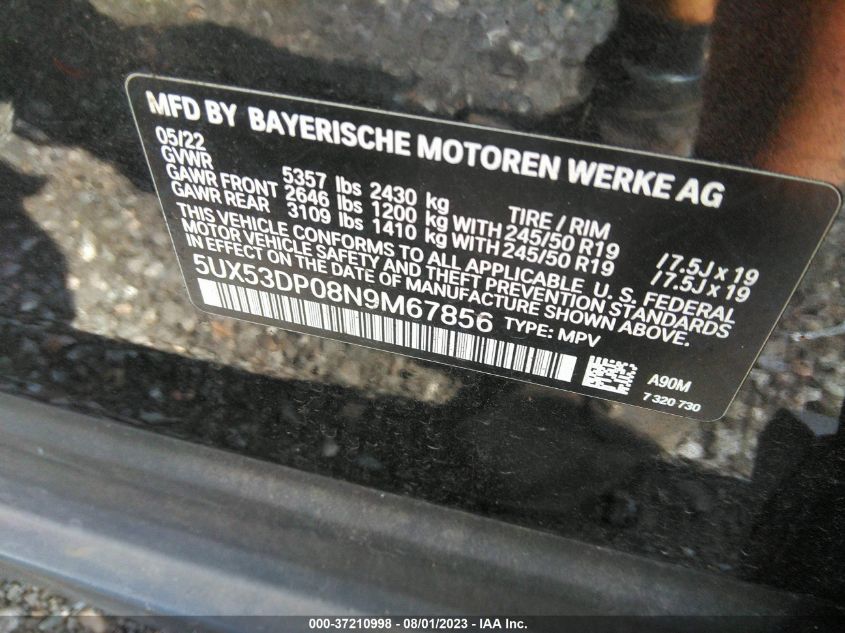 MFD BY BAYERISCHE MOTOREN WERKE AG
05/22
GVWR 5357 lbs 2430 kg TIRE / RIM
GAWR FRONT 2646 lbs 1200 kg WITH 245/50 R19 / 7.5J x 19
GAWR REAR 3109 lbs 1410 kg WITH 245/50 R19 / 7.5J x 19
THIS VEHICLE CONFORMS TO ALL APPLICABLE U. S. FEDERAL
MOTOR VEHICLE SAFETY AND THEFT PREVENTION STANDARDS
IN EFFECT ON THE DATE OF MANUFACTURE SHOWN ABOVE.
5UX53DP08N9M67856 TYPE: MPV
A90M
7 320 730
000-37210998 - 08/01/2023 - IAA Inc.